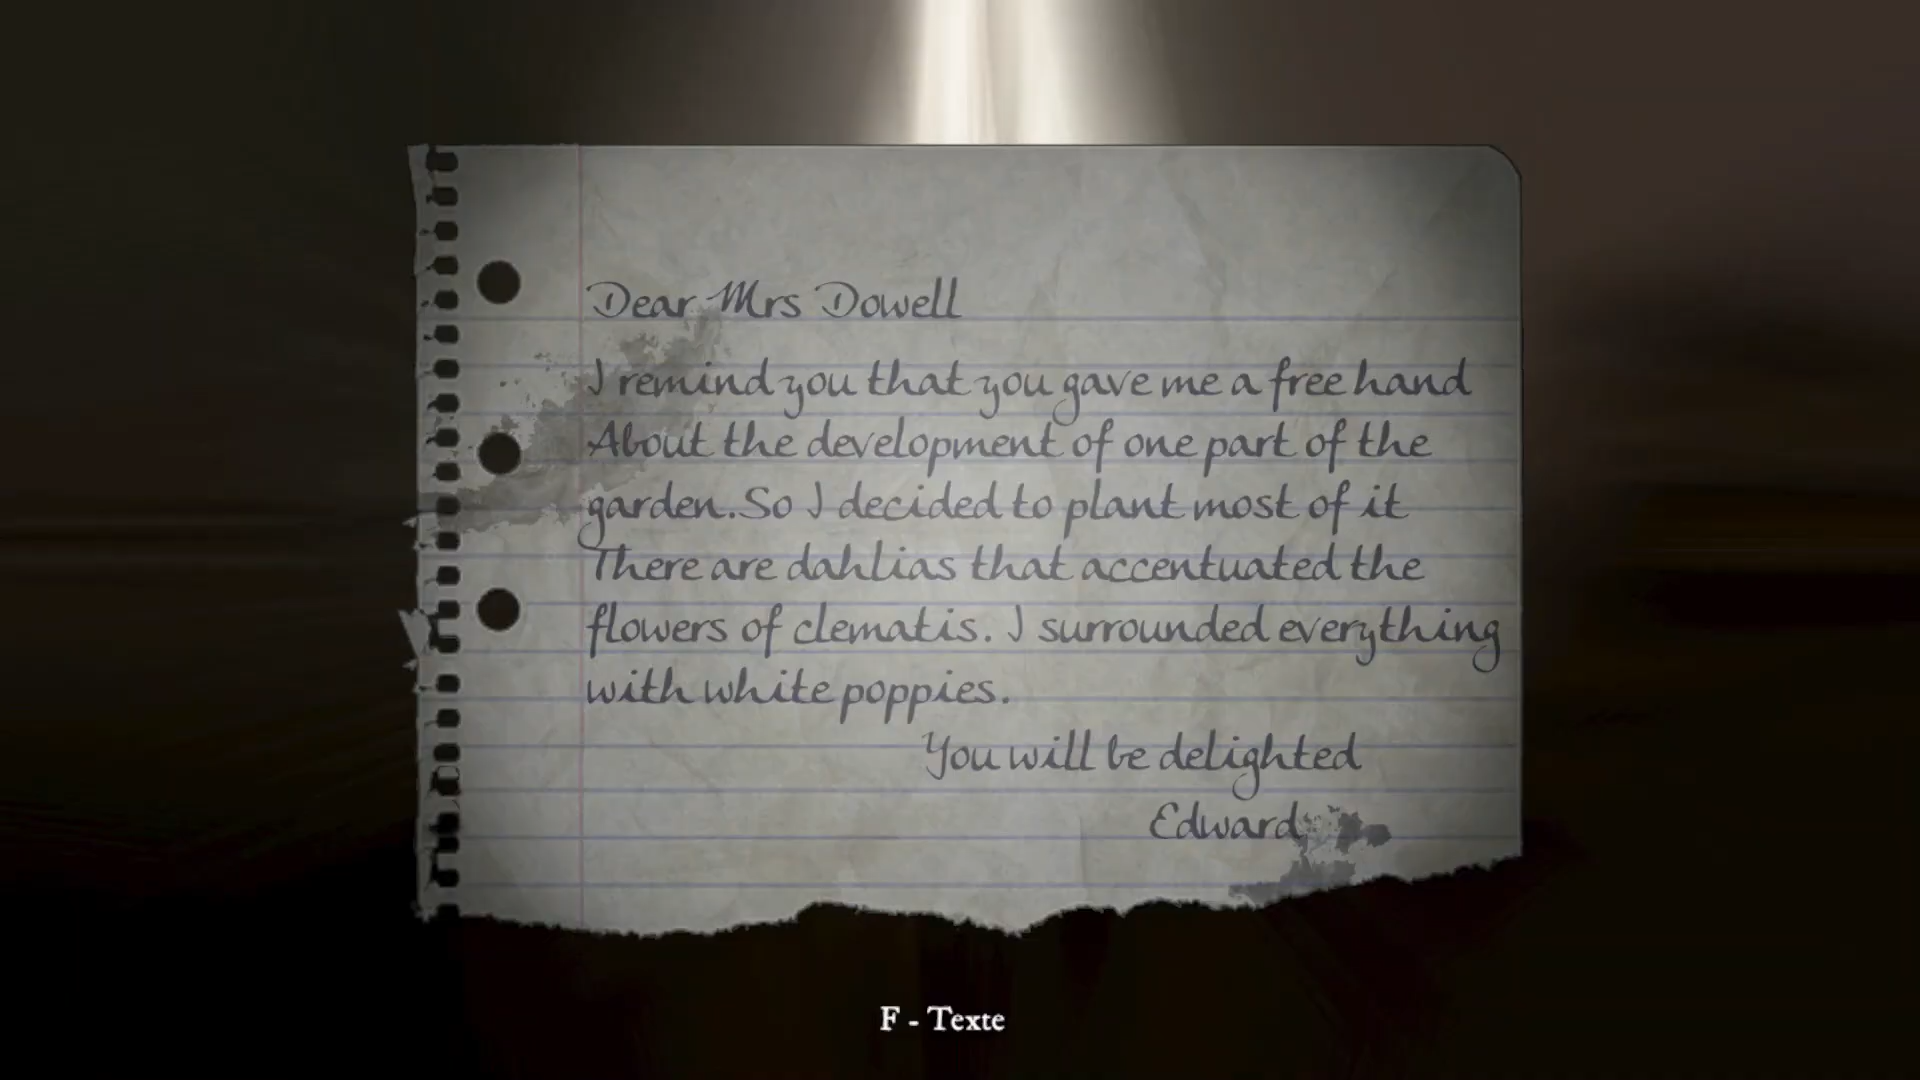 Dear Mrs Dowell
I remind you that you gave me a free hand
About the development of one part of the
garden.So I decided to plant most of it
There are dahlias that accentuated the
flowers of clematis. I surrounded everything
with white poppies.
You will be delighted
Edward
F - Texte